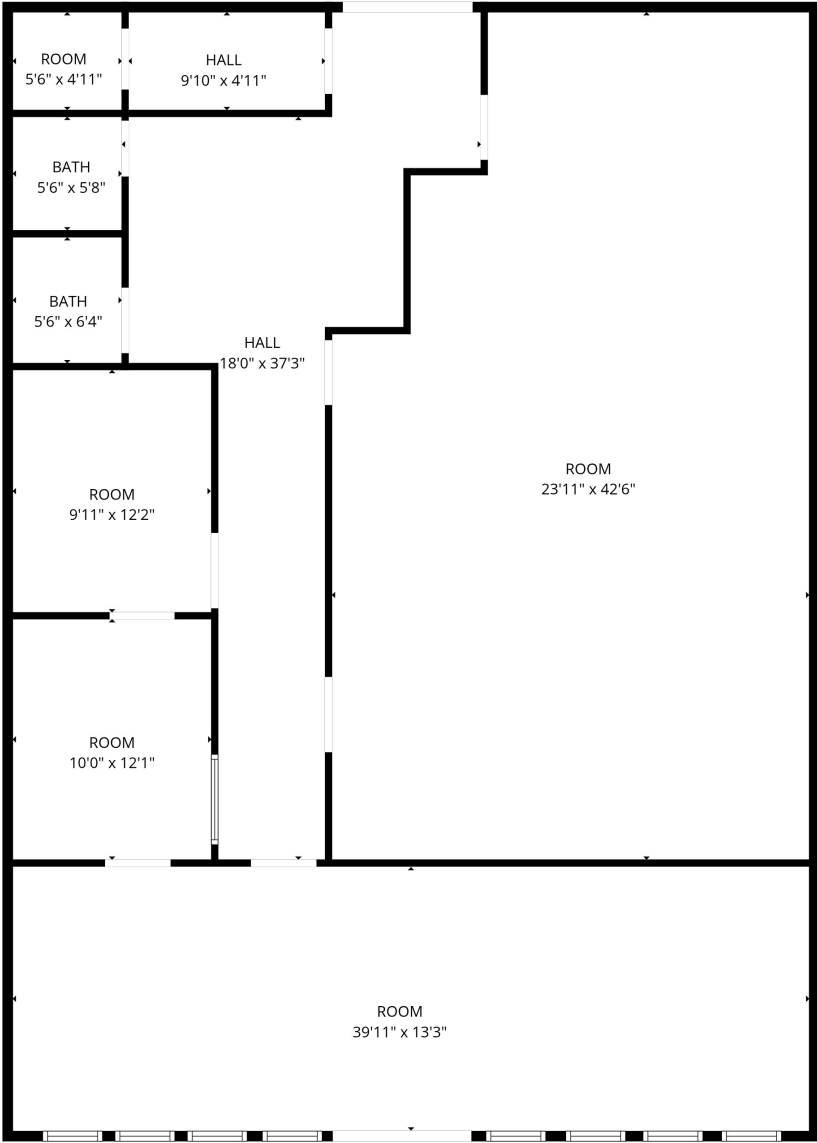 ROOM
5'6" x 4'11"
HALL
9'10" x 4'11"
BATH
5'6" x 5'8"
BATH
5'6" x 6'4"
HALL
18'0" x 37'3"
ROOM
23'11" x 42'6"
ROOM
9'11" x 12'2"
ROOM
10'0" x 12'1"
ROOM
39'11" x 13'3"